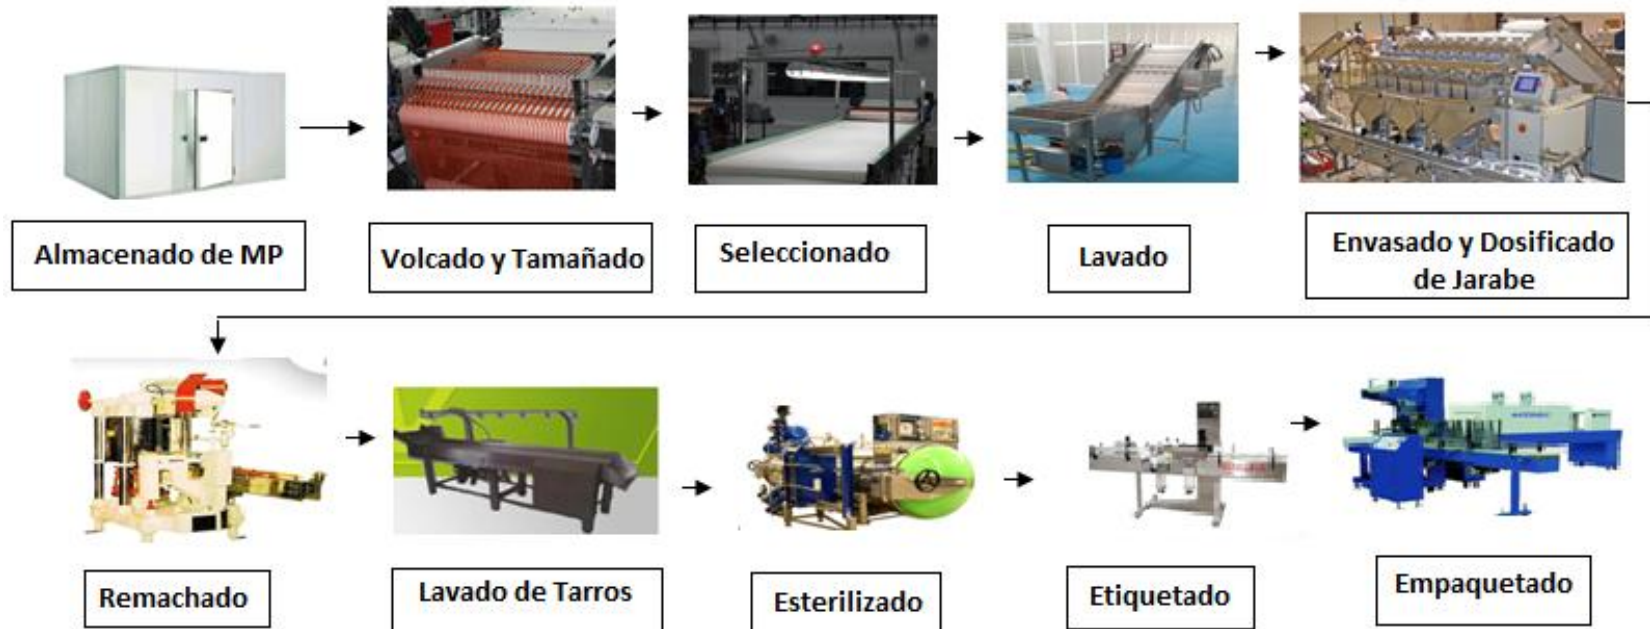 Almacenado de MP
Volcado y Tamañado
Seleccionado
Lavado
Envasado y Dosificado
de Jarabe
Remachado
Lavado de Tarros
Esterilizado
Etiquetado
Empaquetado